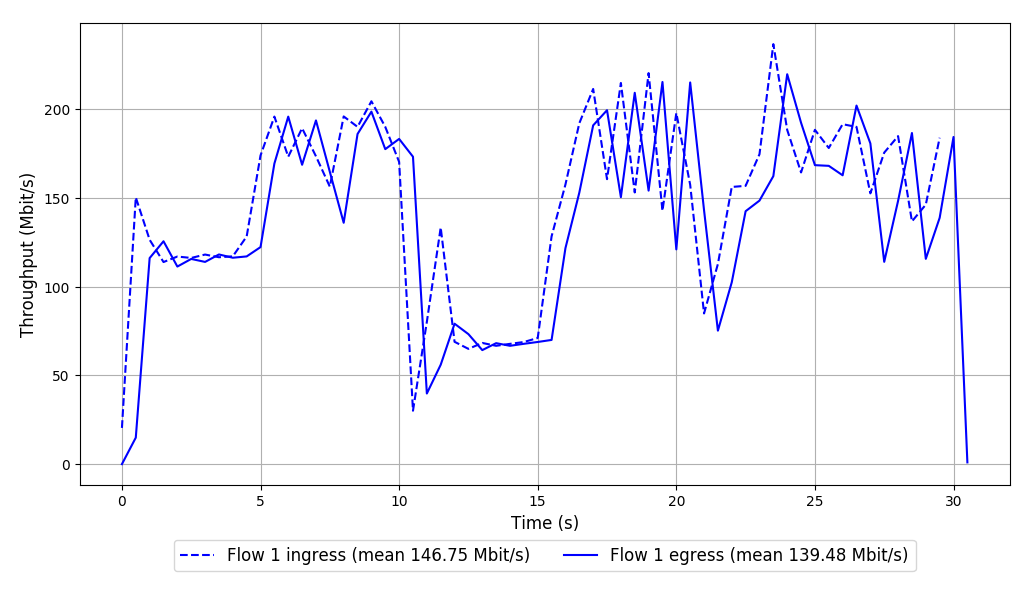 Throughput (Mbit/s)
200
150
100
50
0
0 5 10 15 20 25 30
Time (s)
Flow 1 ingress (mean 146.75 Mbit/s) Flow 1 egress (mean 139.48 Mbit/s)